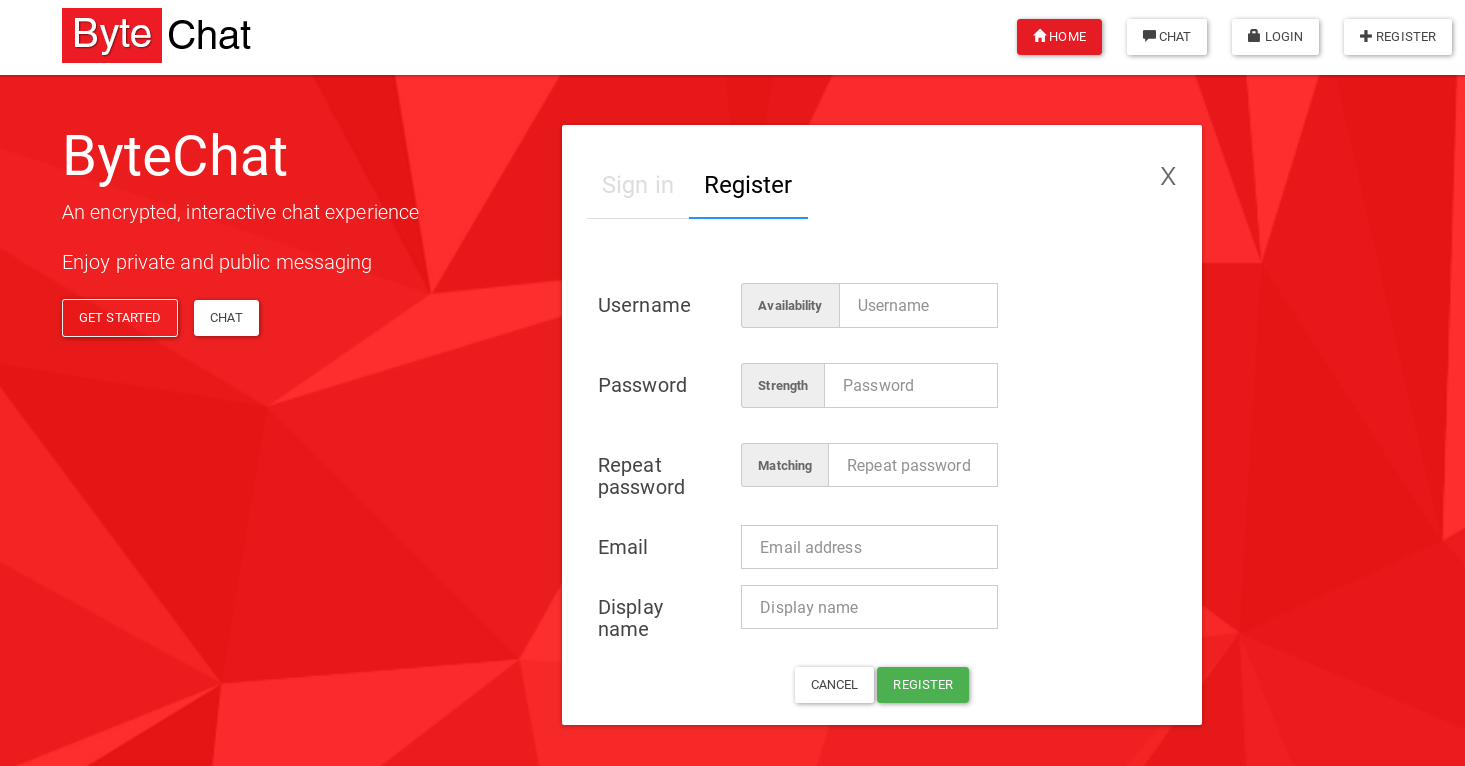 Byte Chat
HOME
CHAT
LOGIN
REGISTER
ByteChat
An encrypted, interactive chat experience
Enjoy private and public messaging
GET STARTED
CHAT
Sign in
Register
X
Username
Availability
Username
Password
Strength
Password
Repeat
password
Matching
Repeat password
Email
Email address
Display
name
Display name
CANCEL
REGISTER